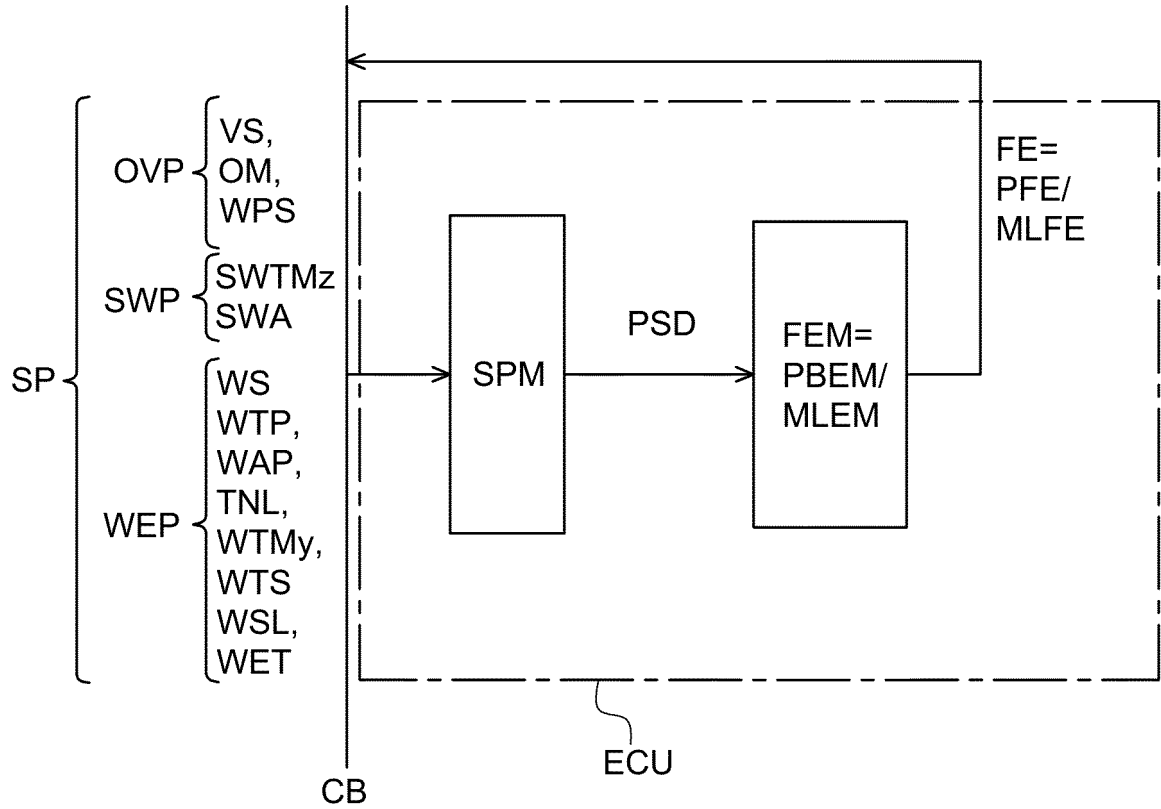 VS,
OM,
WPS
OVP
SWTMz
SWA
SWP
SP
WS
WTP,
WAP,
TNL,
WTMy,
WTS
WSL,
WET
WEP
SPM
PSD
FEM=
PBEM/
MLEM
FE=
PFE/
MLFE
ECU
CB